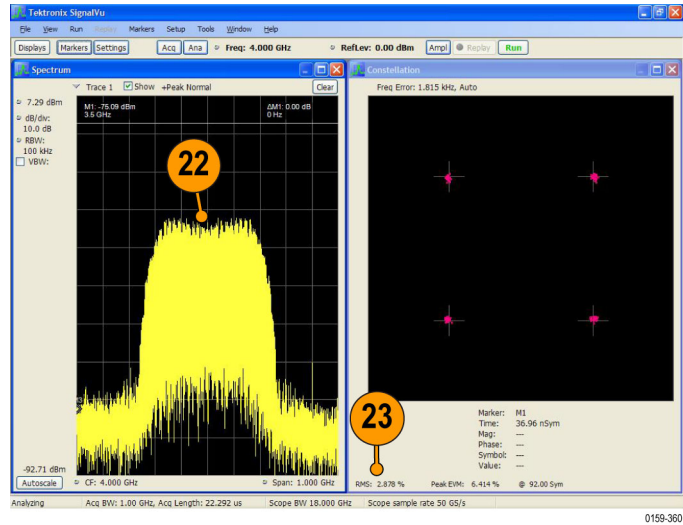 Tektronix SignalVu
File View Run Replay Markers Setup Tools Window Help
Displays Markers Settings Acq Ana Freq: 4.000 GHz RefLev: 0.00 dBm Ampl Replay Run
Spectrum
Trace 1 Show +Peak Normal Clear
7.29 dBm
dB/div:
10.0 dB
RBW:
100 kHz
VBW:
M1: -75.09 dBm
3.5 GHz
ΔM1: 0.00 dB
0 Hz
22
-92.71 dBm
Autoscale CF: 4.000 GHz Span: 1.000 GHz
Constellation
Freq Error: 1.815 kHz, Auto
23
Marker: M1
Time: 36.96 nSym
Mag: ---
Phase: ---
Symbol: ---
Value: ---
RMS: 2.878 % Peak EVM: 6.414 % @ 92.00 Sym
Analyzing Acq BW: 1.00 GHz, Acq Length: 22.292 us Scope BW 18.000 GHz Scope sample rate 50 GS/s
0159-360